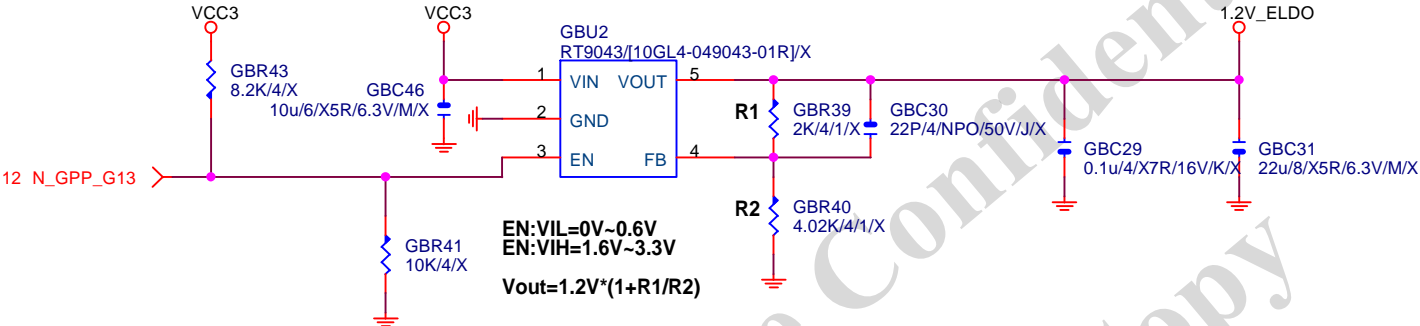 VCC3
VCC3
1.2V_ELDO
GBU2
RT9043/[10GL4-049043-01R]/X
GBR43
8.2K/4/X
GBC46
10u/6/X5R/6.3V/M/X
1
VIN
VOUT
5
2
GND
3
EN
FB
4
R1
GBR39
2K/4/1/X
GBC30
22P/4/NPO/50V/J/X
GBC29
0.1u/4/X7R/16V/K/X
GBC31
22u/8/X5R/6.3V/M/X
12 N_GPP_G13
R2
GBR40
4.02K/4/1/X
GBR41
10K/4/X
EN:VIL=0V~0.6V
EN:VIH=1.6V~3.3V
Vout=1.2V*(1+R1/R2)